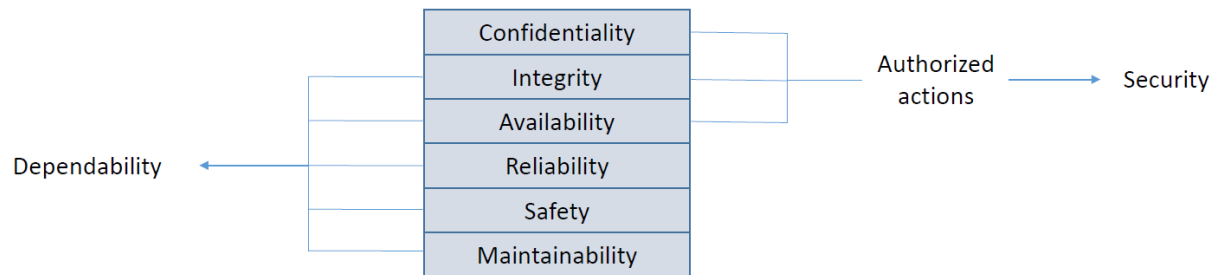 Confidentiality
Integrity
Availability
Reliability
Safety
Maintainability
Dependability
Authorized
actions
Security